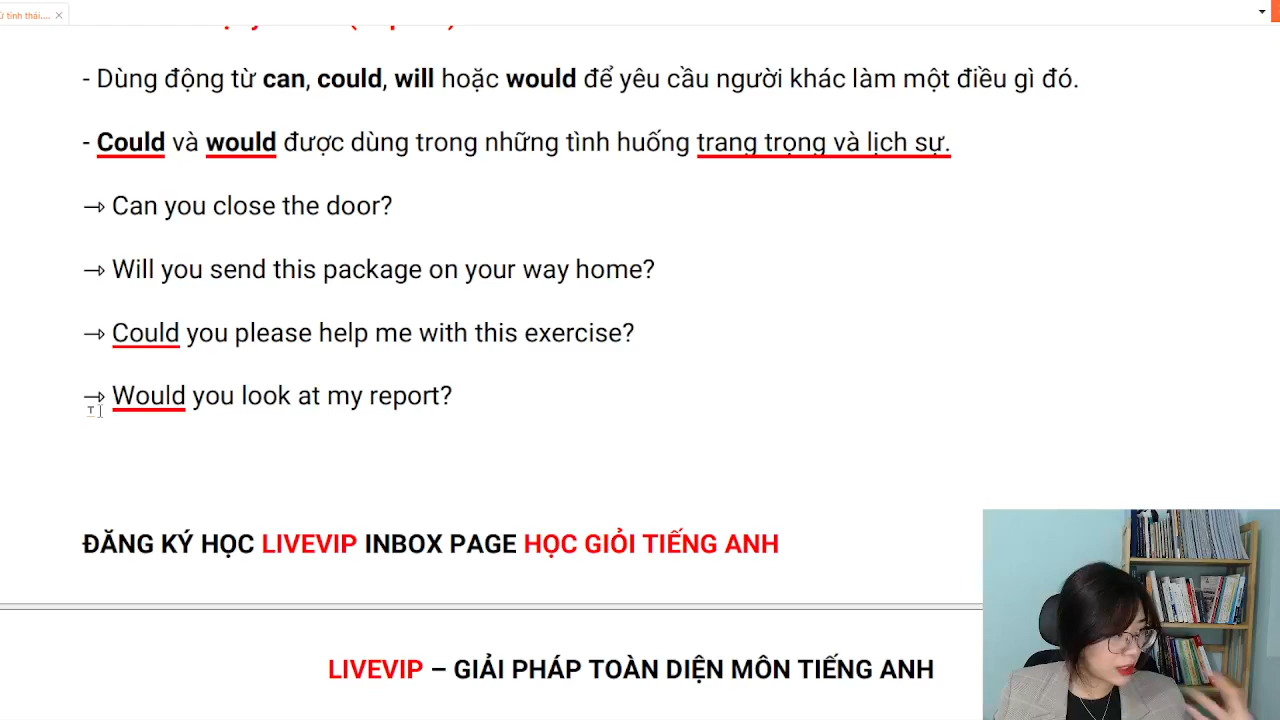 - Dùng động từ can, could, will hoặc would để yêu cầu người khác làm một điều gì đó.
- Could và would được dùng trong những tình huống trang trọng và lịch sự.
→ Can you close the door?
→ Will you send this package on your way home?
→ Could you please help me with this exercise?
→ Would you look at my report?
ĐĂNG KÝ HỌC LIVEVIP INBOX PAGE HỌC GIỎI TIẾNG ANH
LIVEVIP – GIẢI PHÁP TOÀN DIỆN MÔN TIẾNG ANH